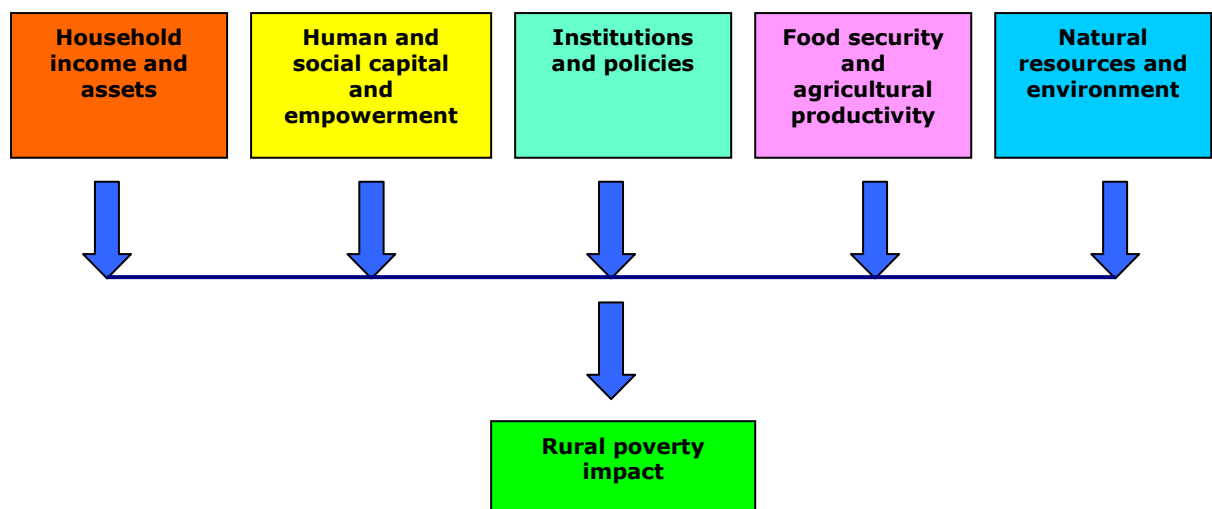 Household
income and
assets
Human and
social capital
and
empowerment
Institutions
and policies
Food security
and
agricultural
productivity
Natural
resources and
environment
Rural poverty
impact